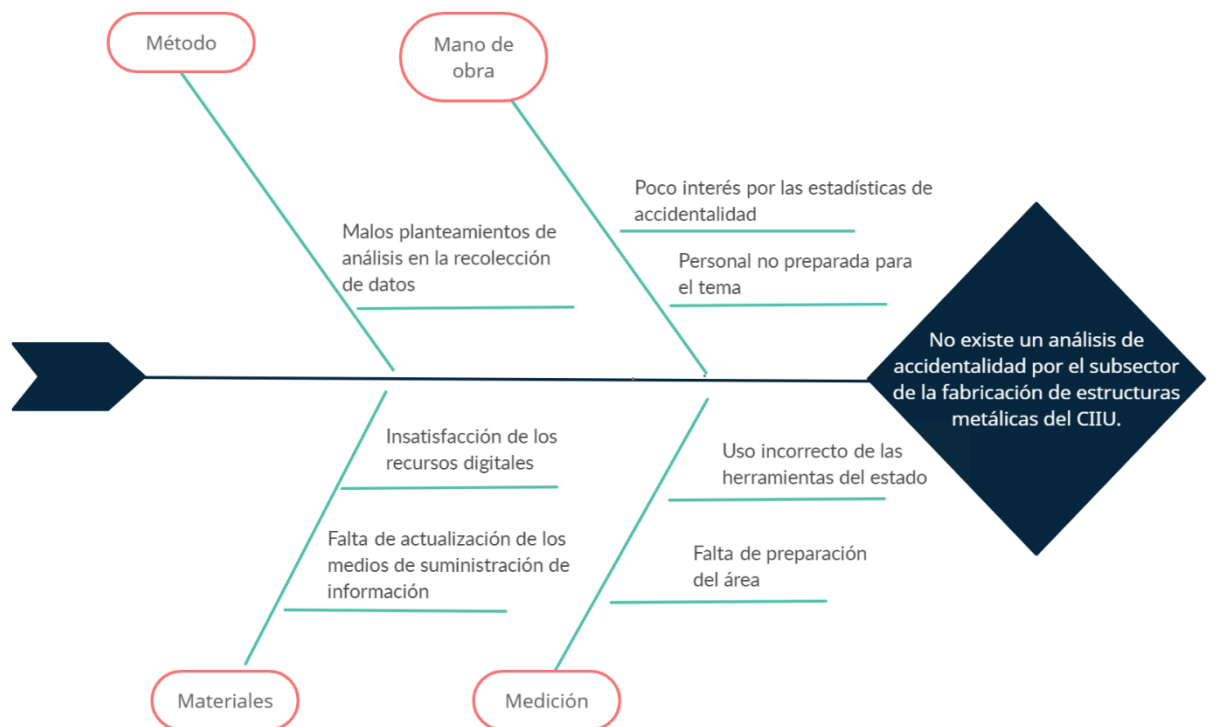 Método
Mano de
obra
Poco interés por las estadísticas de
accidentalidad
Malos planteamientos de
análisis en la recolección
de datos
Personal no preparada para
el tema
No existe un análisis de
accidentalidad por el subsector
de la fabricación de estructuras
metálicas del CIIU.
Insatisfacción de los
recursos digitales
Uso incorrecto de las
herramientas del estado
Falta de actualización de los
medios de suministración de
información
Falta de preparación
del área
Materiales
Medición